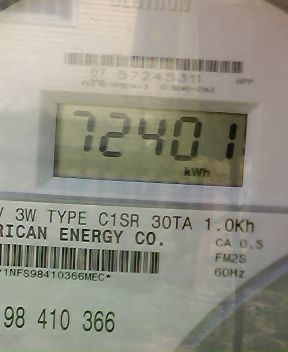 07 57245311
72401
kWh
V 3W TYPE C1SR 30TA 1.0Kh
RICAN ENERGY CO.
CA 0.5
FM2S
60Hz
*1NFS98410366MEC*
98 410 366